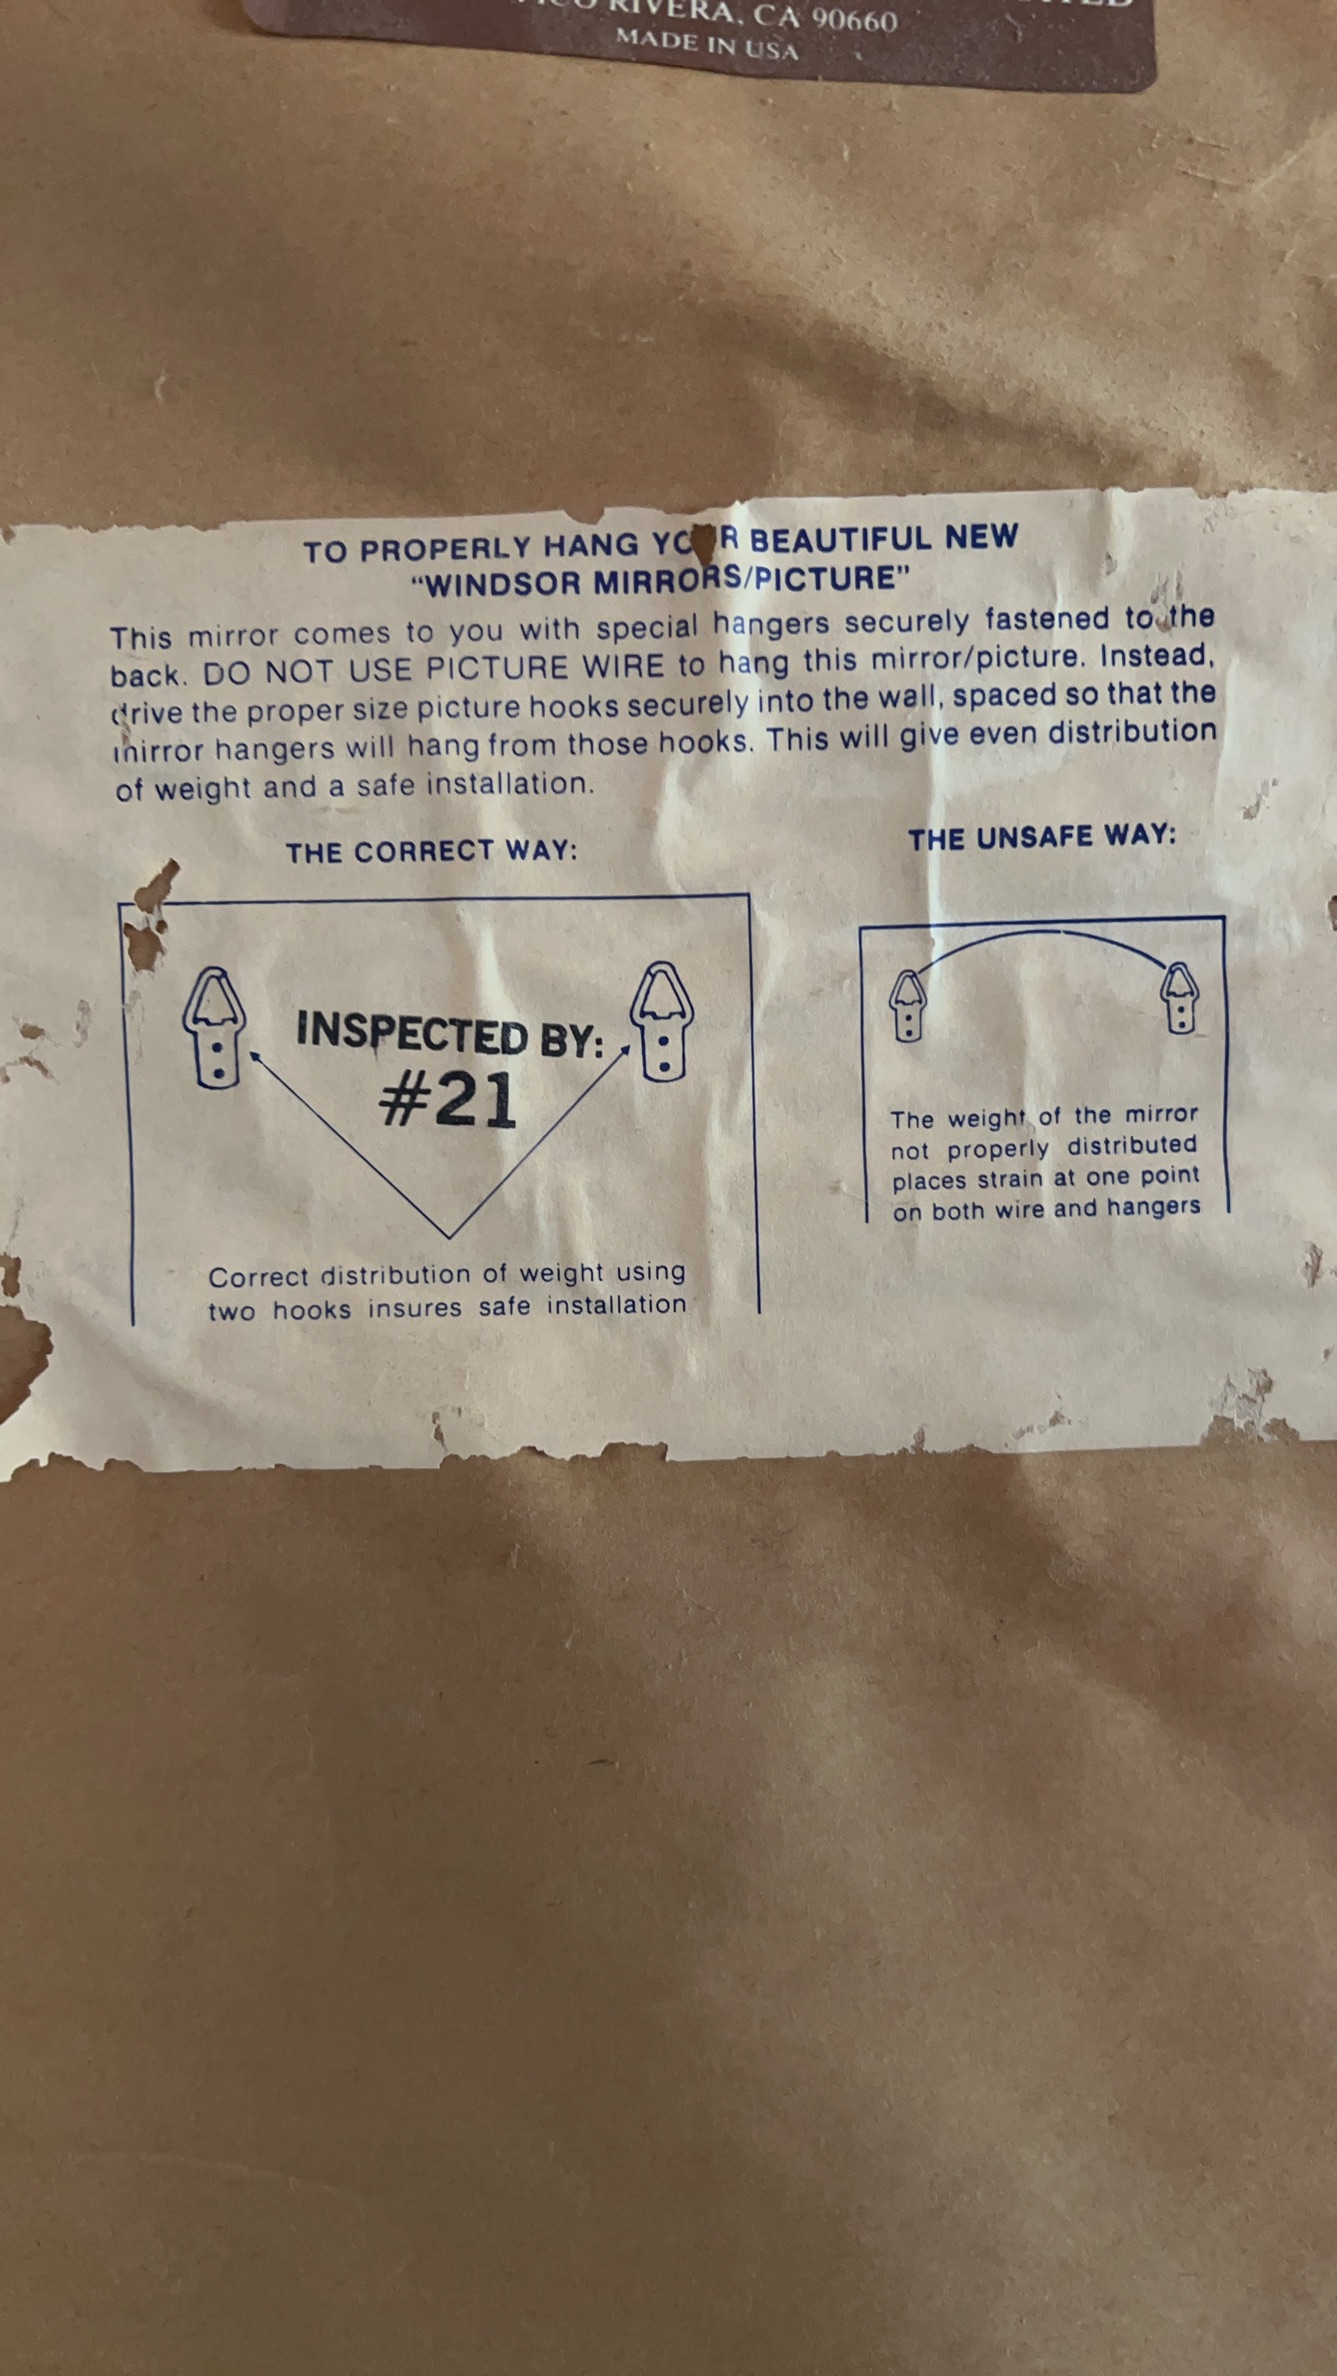 RIVERA, CA 90660
MADE IN USA
TO PROPERLY HANG YOUR BEAUTIFUL NEW
“WINDSOR MIRRORS/PICTURE”
This mirror comes to you with special hangers securely fastened to the
back. DO NOT USE PICTURE WIRE to hang this mirror/picture. Instead,
drive the proper size picture hooks securely into the wall, spaced so that the
mirror hangers will hang from those hooks. This will give even distribution
of weight and a safe installation.
THE CORRECT WAY:
INSPECTED BY:
#21
Correct distribution of weight using
two hooks insures safe installation
THE UNSAFE WAY:
The weight of the mirror
not properly distributed
places strain at one point
on both wire and hangers